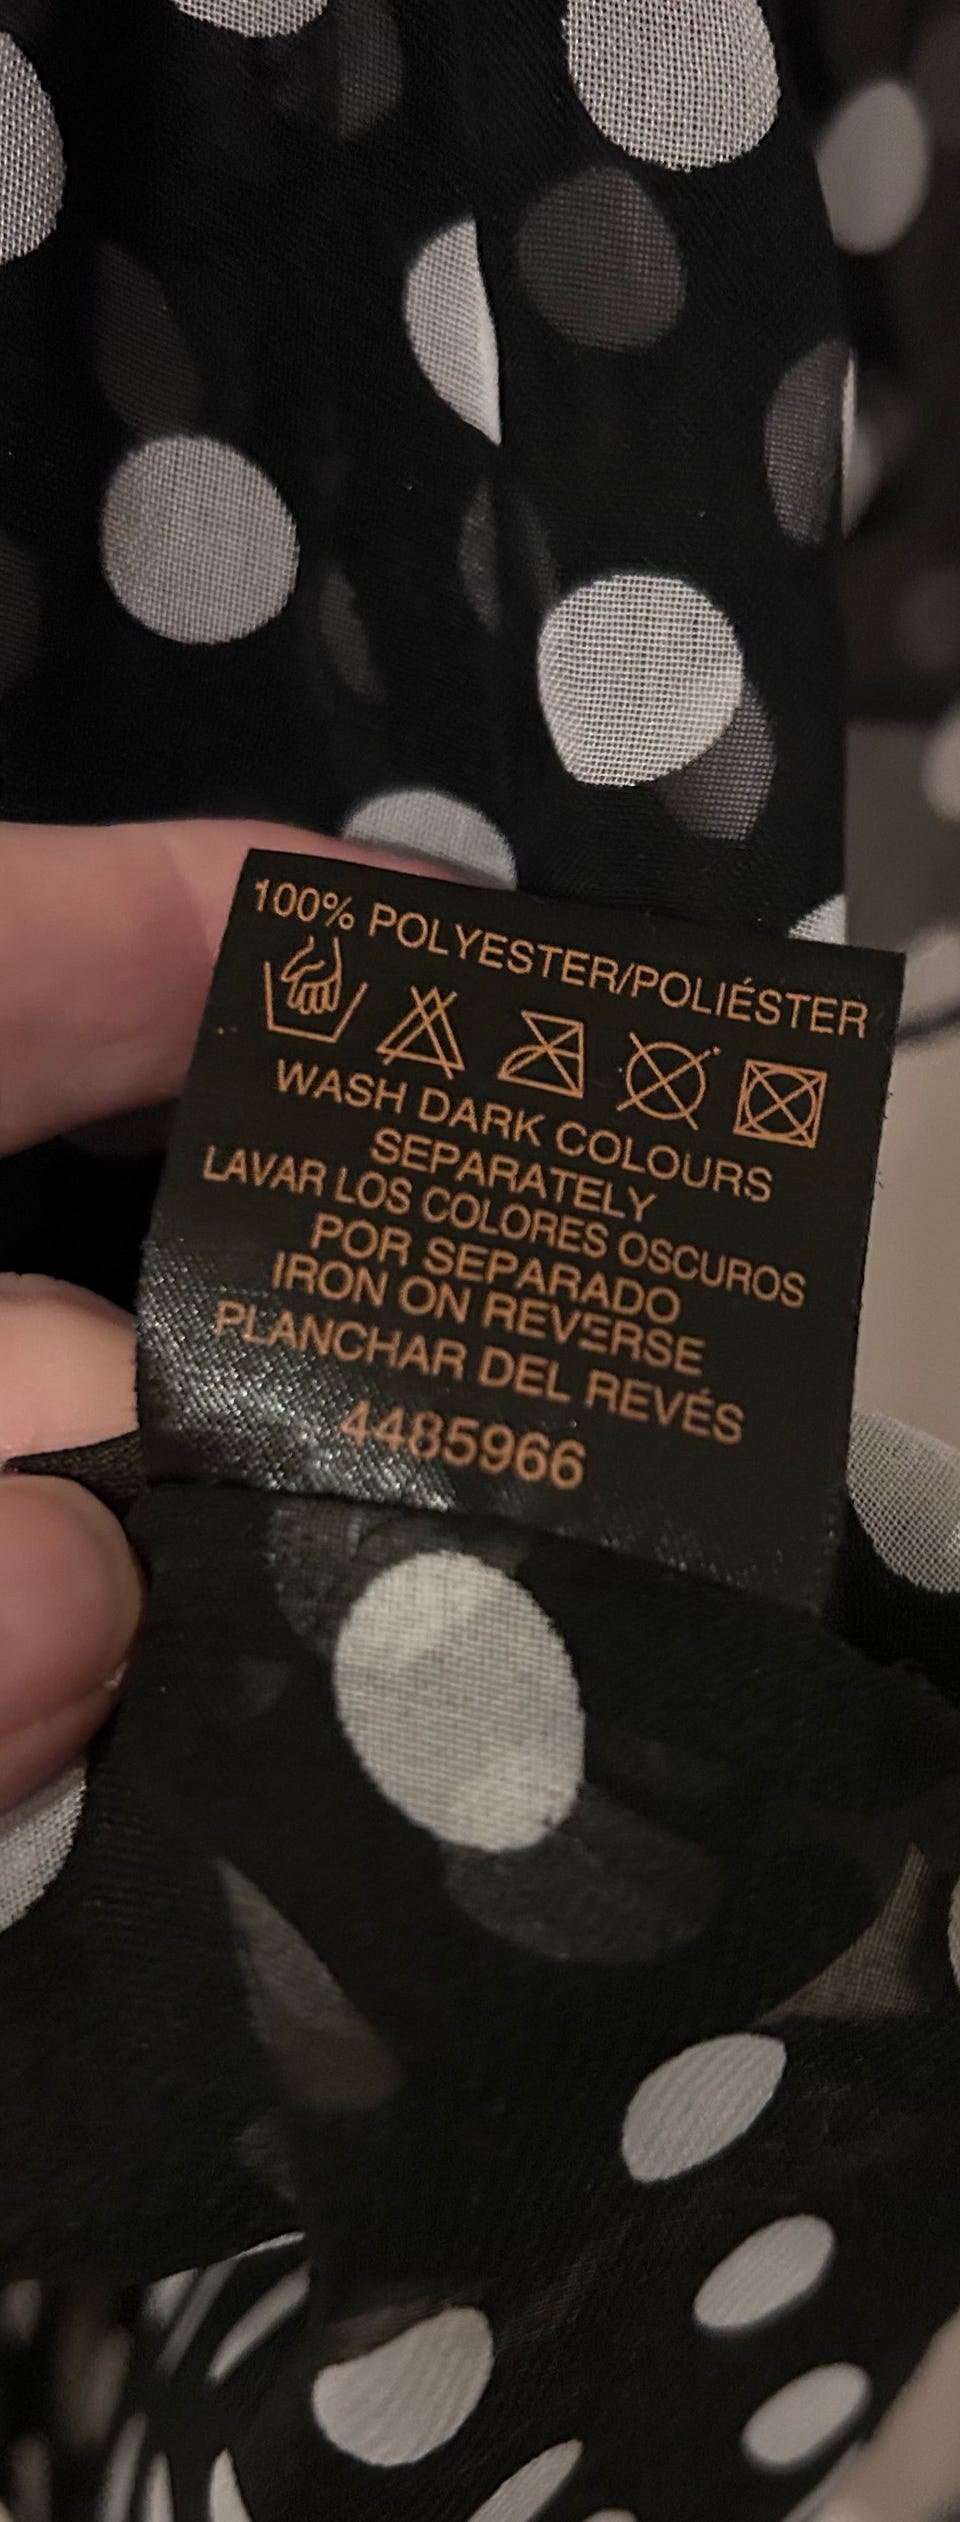 100% POLYESTER/POLIÉSTER
WASH DARK COLOURS
SEPARATELY
LAVAR LOS COLORES OSCUROS
POR SEPARADO
IRON ON REVERSE
PLANCHAR DEL REVÉS
4485966